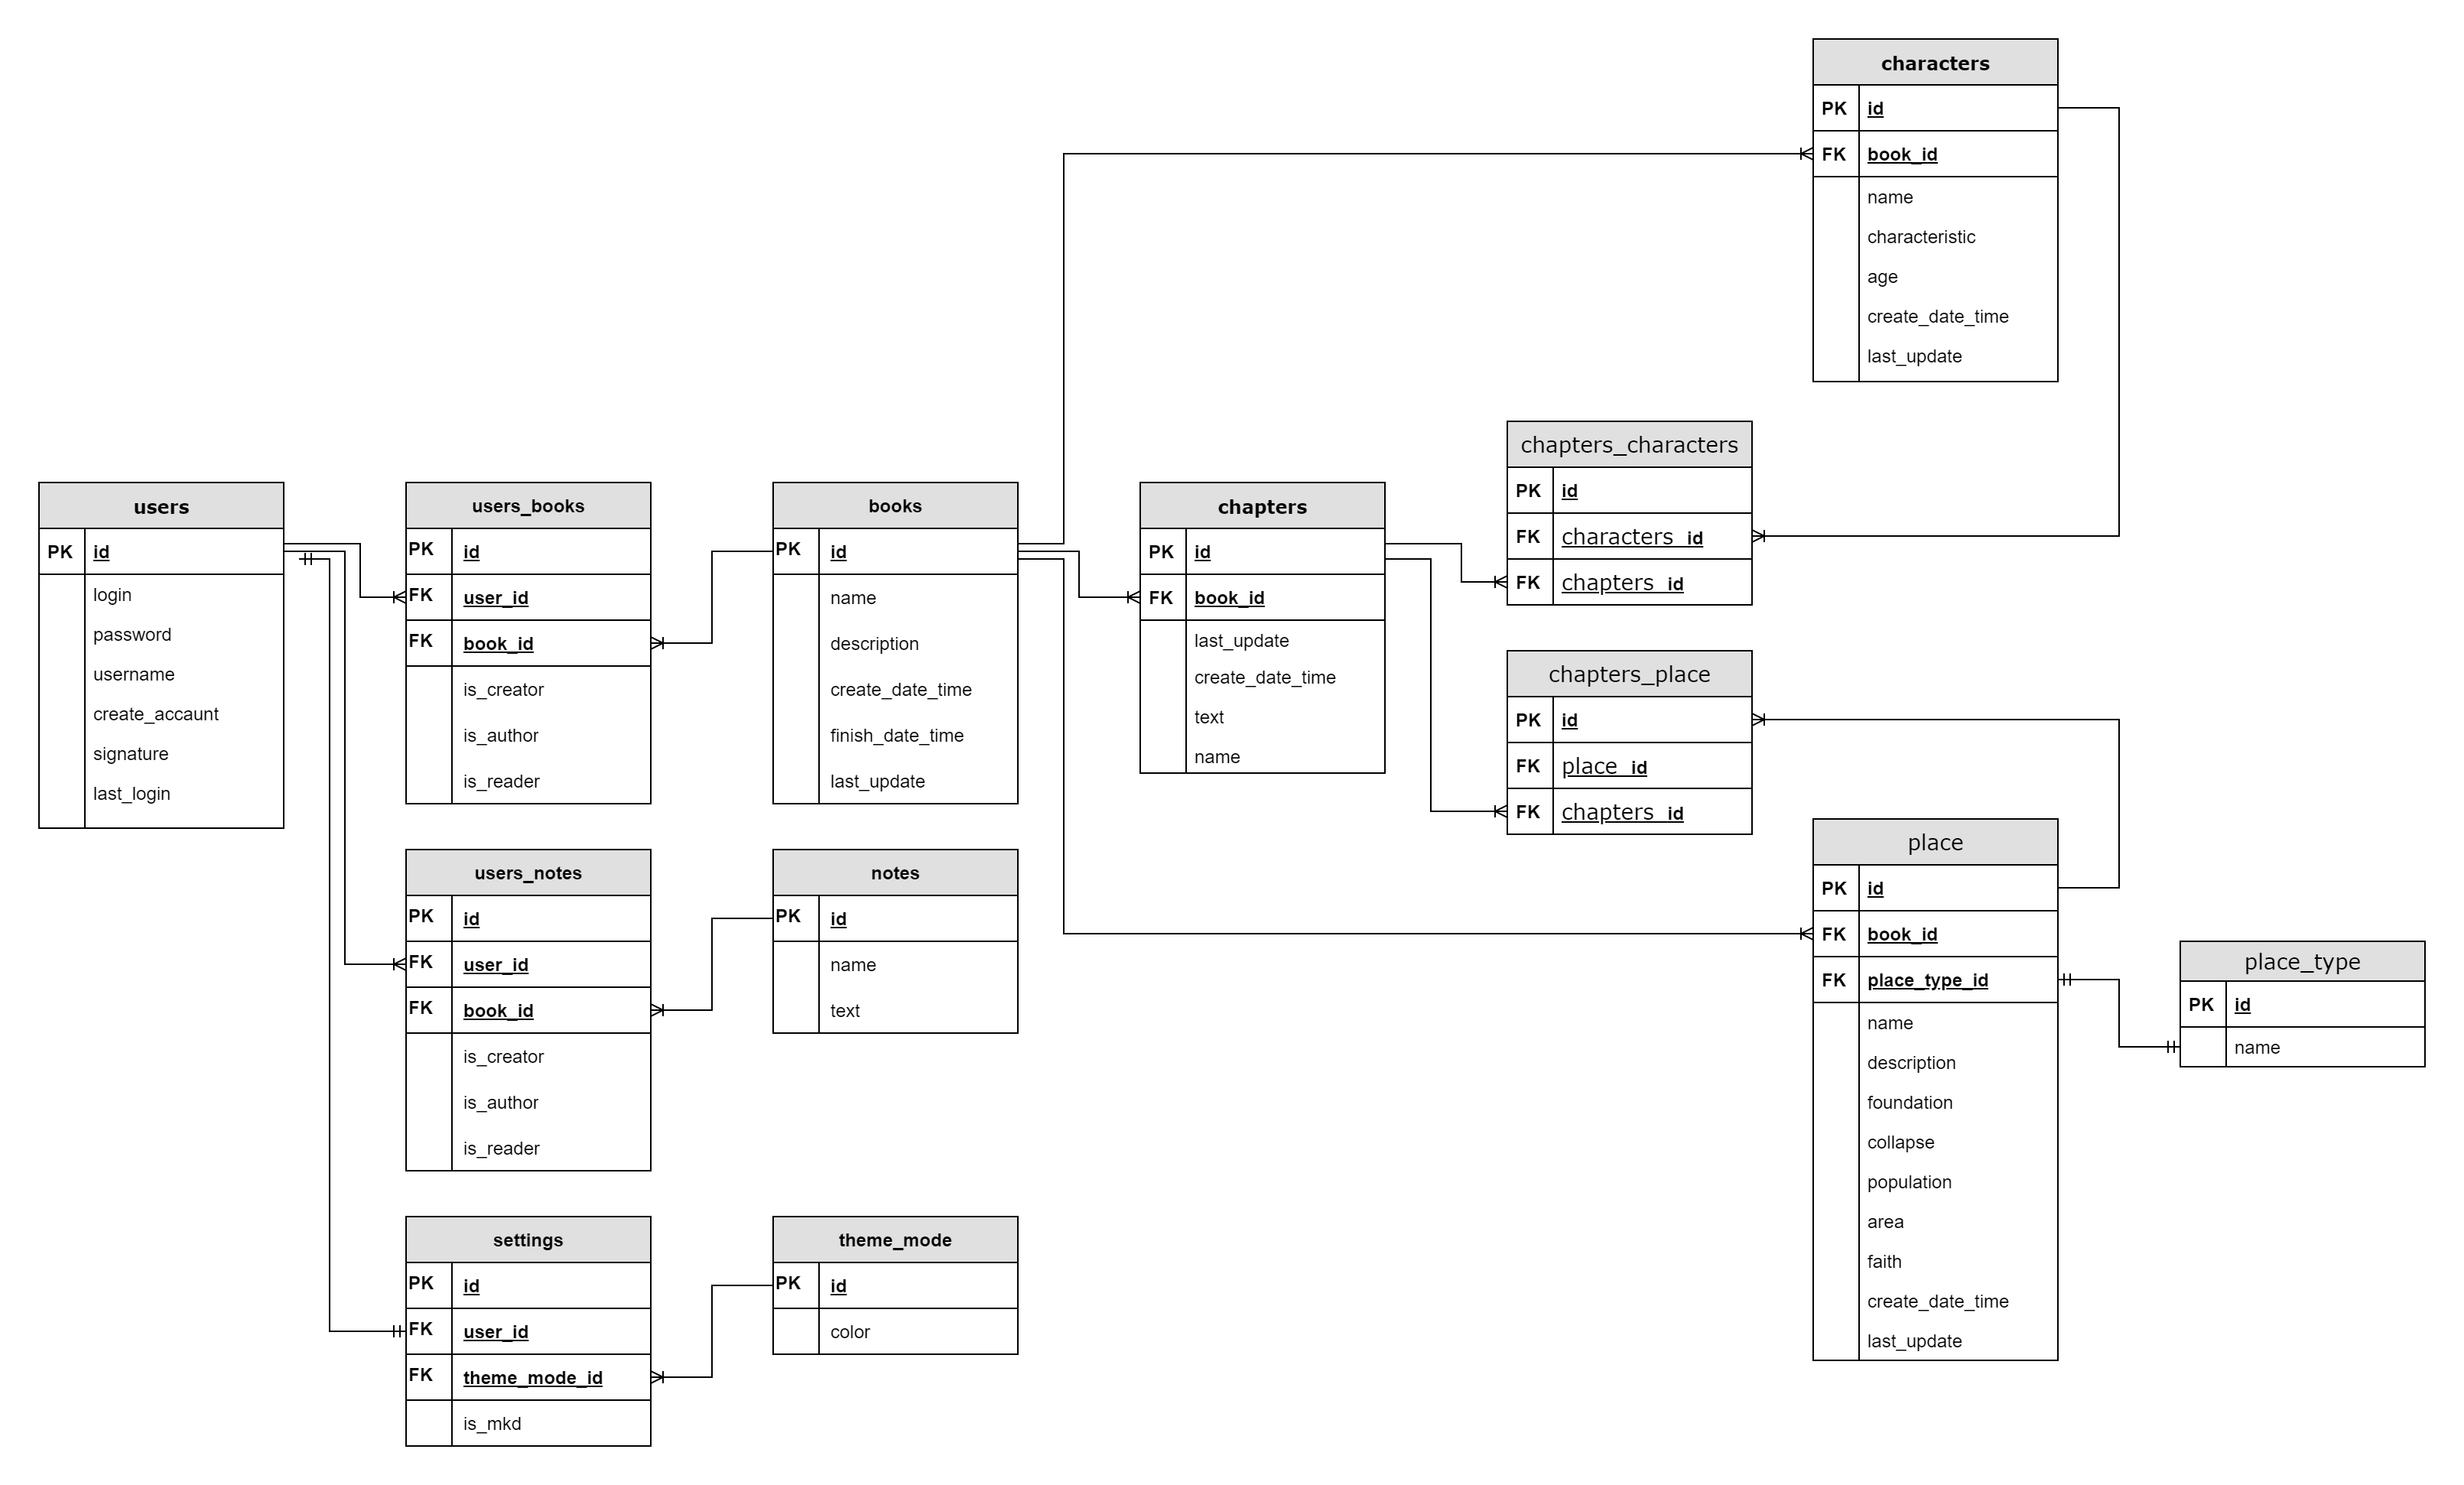 characters
PK id
FK book_id
name
characteristic
age
create_date_time
last_update
users
PK id
login
password
username
create_accaunt
signature
last_login
users_books
PK id
FK user_id
FK book_id
is_creator
is_author
is_reader
books
PK id
name
description
create_date_time
finish_date_time
last_update
chapters
PK id
FK book_id
last_update
create_date_time
text
name
chapters_characters
PK id
FK characters_id
FK chapters_id
chapters_place
PK id
FK place_id
FK chapters_id
place
PK id
FK book_id
FK place_type_id
name
description
foundation
collapse
population
area
faith
create_date_time
last_update
place_type
PK id
name
users_notes
PK id
FK user_id
FK book_id
is_creator
is_author
is_reader
notes
PK id
name
text
settings
PK id
FK user_id
FK theme_mode_id
is_mkd
theme_mode
PK id
color